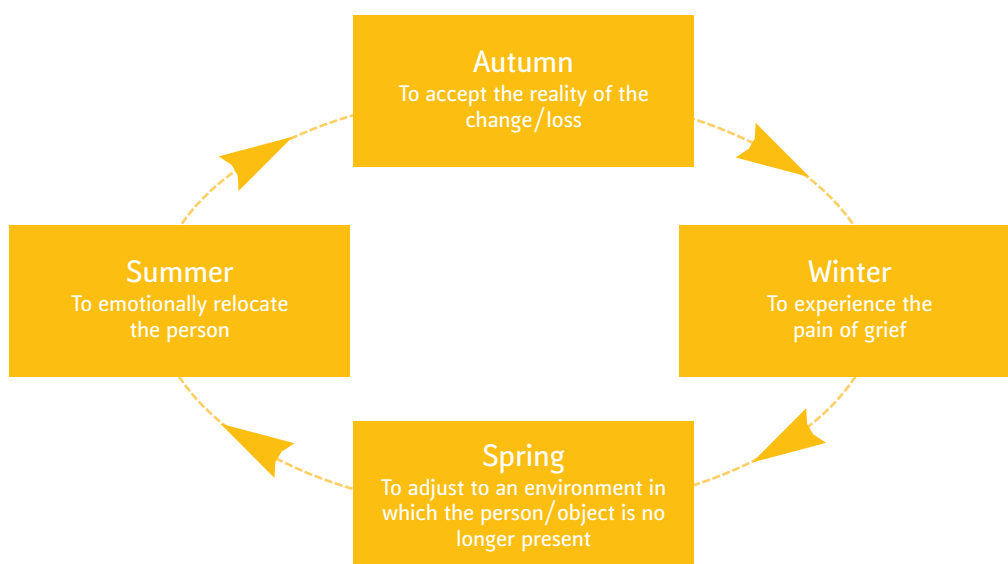 Autumn
To accept the reality of the
change/loss
Summer
To emotionally relocate
the person
Winter
To experience the
pain of grief
Spring
To adjust to an environment in
which the person/object is no
longer present